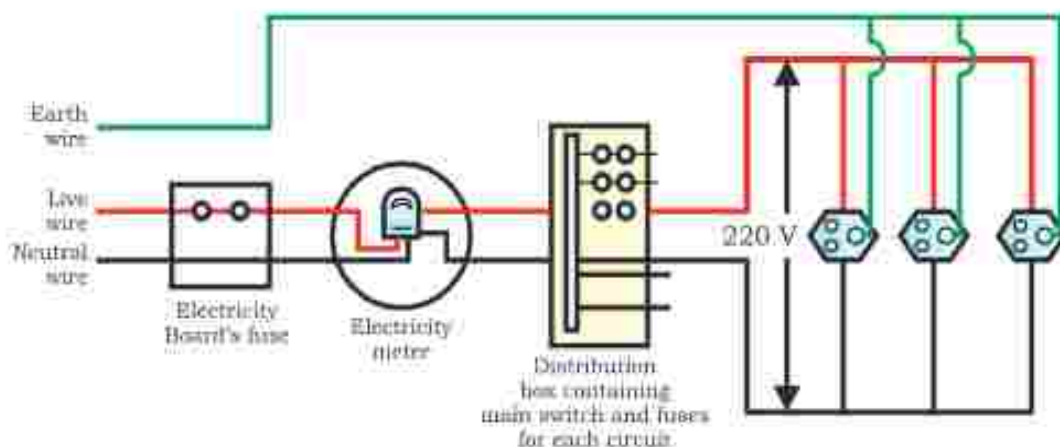 Earth
wire
Live
wire
Neutral
wire
Electricity
Board's fuse
Electricity
meter
Distribution
box containing
main switch and fuses
for each circuit
220 V